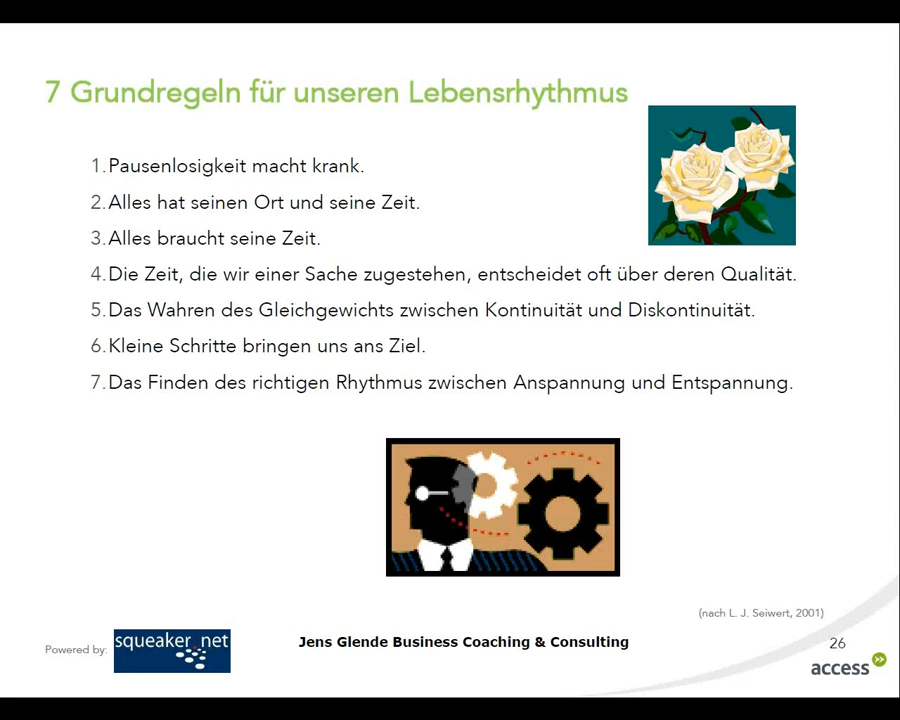 7 Grundregeln für unseren Lebensrhythmus
1. Pausenlosigkeit macht krank.
2. Alles hat seinen Ort und seine Zeit.
3. Alles braucht seine Zeit.
4. Die Zeit, die wir einer Sache zugestehen, entscheidet oft über deren Qualität.
5. Das Wahren des Gleichgewichts zwischen Kontinuität und Diskontinuität.
6. Kleine Schritte bringen uns ans Ziel.
7. Das Finden des richtigen Rhythmus zwischen Anspannung und Entspannung.
(nach L. J. Seiwert, 2001)
Powered by:
squeaker_net
Jens Glende Business Coaching & Consulting
26
access